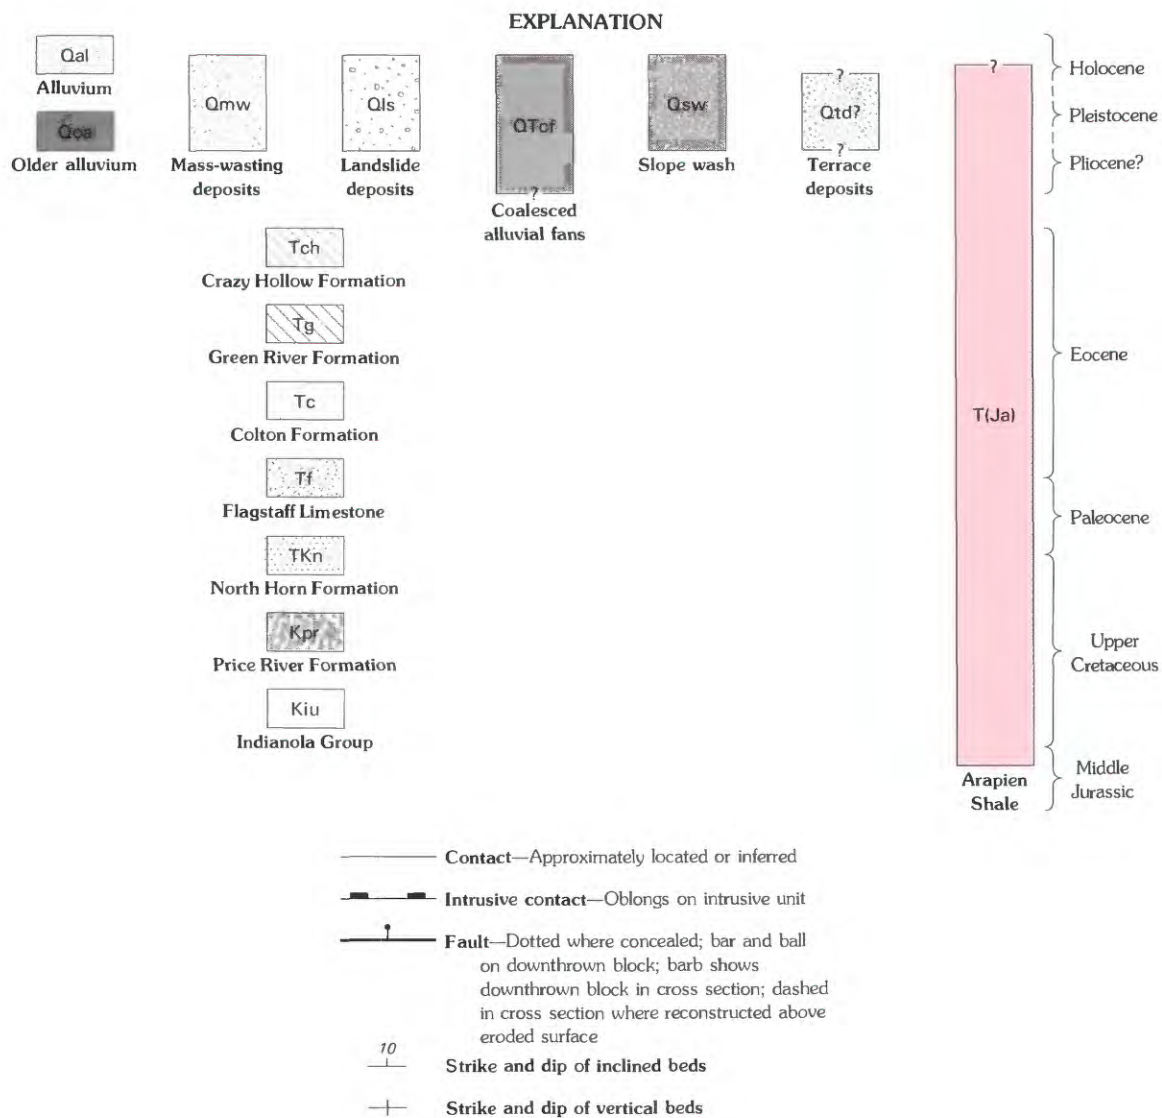 EXPLANATION
Qal
Alluvium
Qoa
Older alluvium
Qmw
Mass-wasting
deposits
Qls
Landslide
deposits
QTcf
?
Coalesced
alluvial fans
Qsw
Slope wash
?
Qtd?
?
Terrace
deposits
Tch
Crazy Hollow Formation
Tg
Green River Formation
Tc
Colton Formation
Tf
Flagstaff Limestone
TKn
North Horn Formation
Kpr
Price River Formation
Kiu
Indianola Group
?
T(Ja)
Arapien
Shale
Holocene
Pleistocene
Pliocene?
Eocene
Paleocene
Upper
Cretaceous
Middle
Jurassic
Contact—Approximately located or inferred
Intrusive contact—Oblongs on intrusive unit
Fault—Dotted where concealed; bar and ball
on downthrown block; barb shows
downthrown block in cross section; dashed
in cross section where reconstructed above
eroded surface
10
Strike and dip of inclined beds
Strike and dip of vertical beds